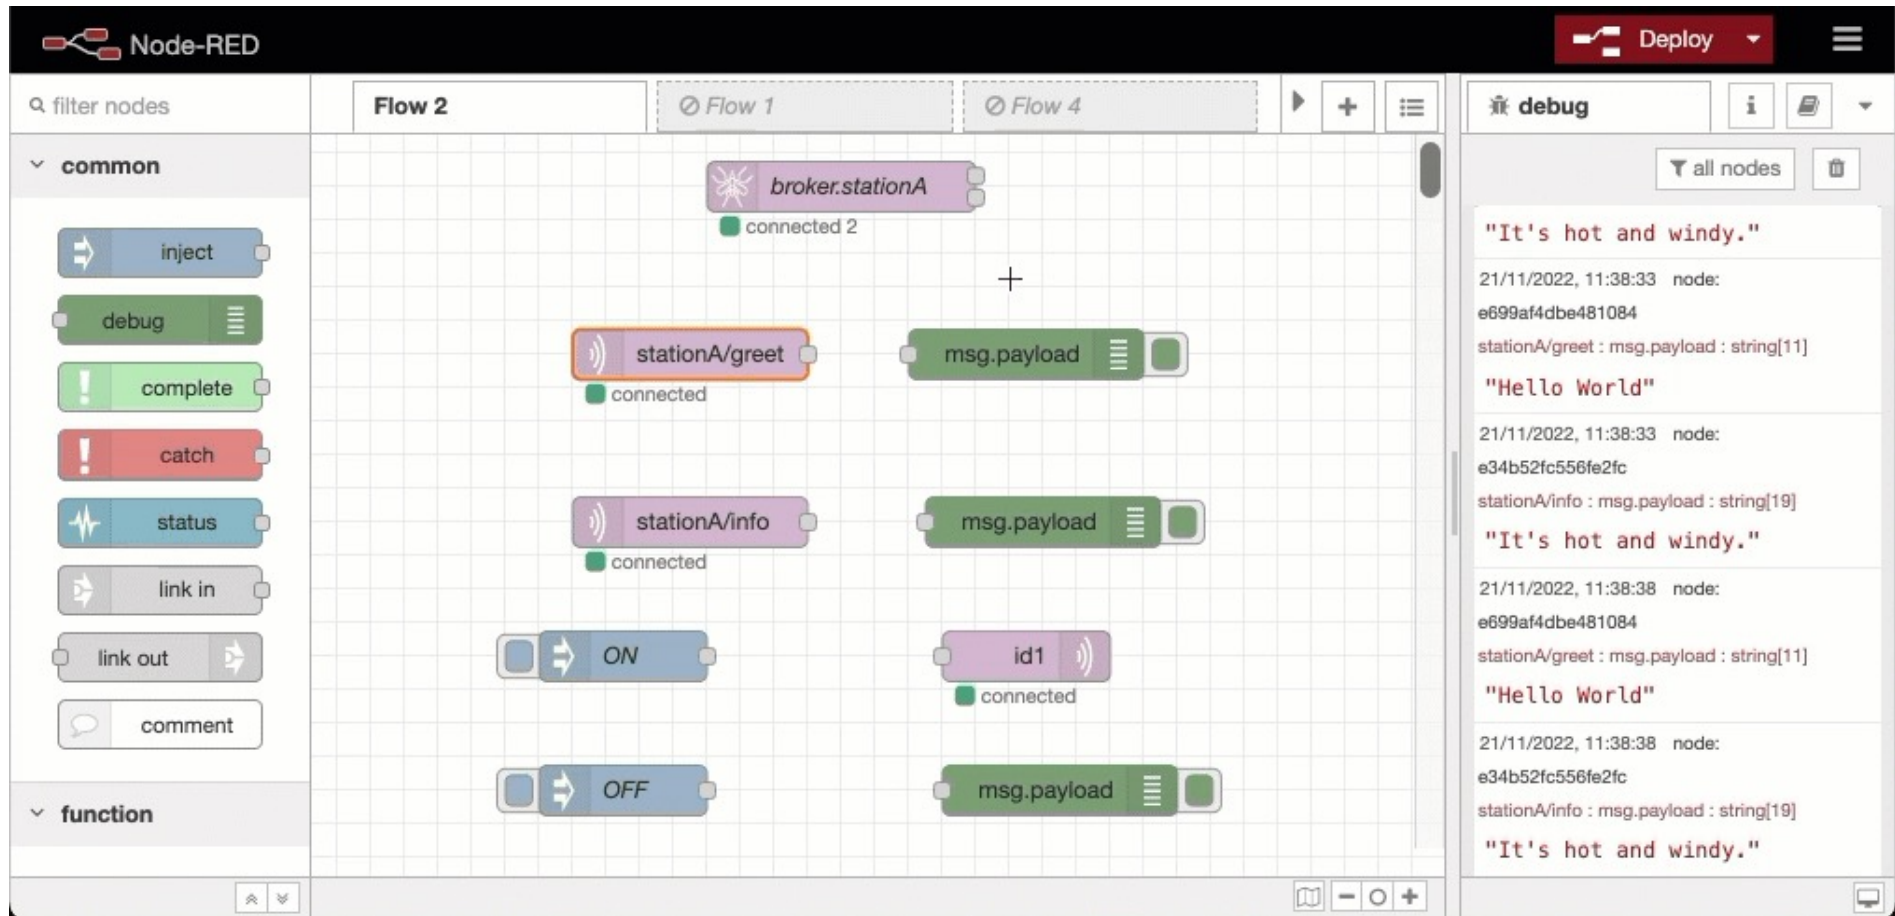 Node-RED
Deploy
filter nodes
Flow 2
Flow 1
Flow 4
debug
common
all nodes
inject
debug
complete
catch
status
link in
link out
comment
function
broker.stationA
connected 2
stationA/greet
connected
msg.payload
stationA/info
connected
msg.payload
ON
id1
connected
OFF
msg.payload
"It's hot and windy."
21/11/2022, 11:38:33 node:
e699af4dbe481084
stationA/greet : msg.payload : string[11]
"Hello World"
21/11/2022, 11:38:33 node:
e34b52fc556fe2fc
stationA/info : msg.payload : string[19]
"It's hot and windy."
21/11/2022, 11:38:38 node:
e699af4dbe481084
stationA/greet : msg.payload : string[11]
"Hello World"
21/11/2022, 11:38:38 node:
e34b52fc556fe2fc
stationA/info : msg.payload : string[19]
"It's hot and windy."